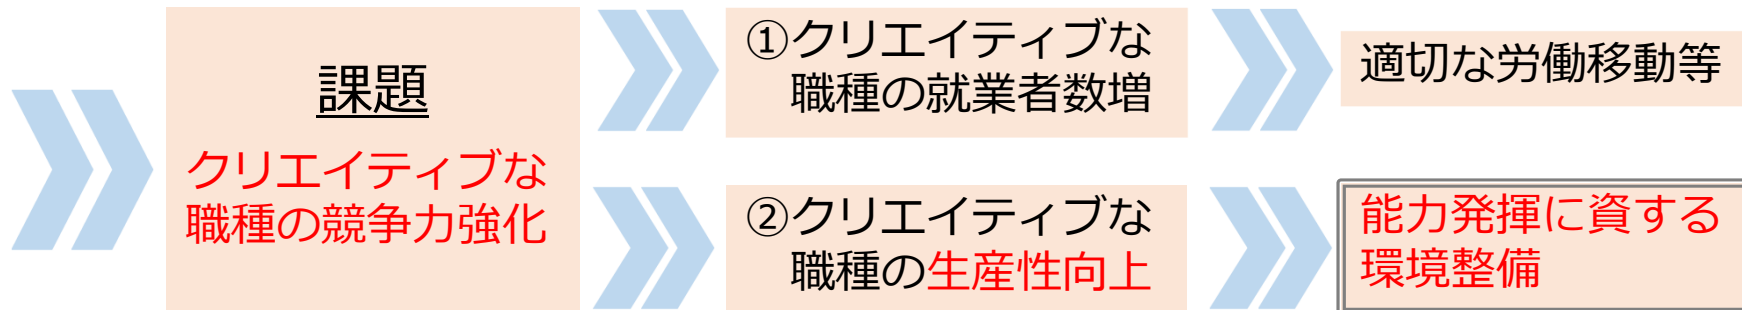 課題
クリエイティブな
職種の競争力強化
①クリエイティブな
職種の就業者数増
適切な労働移動等
②クリエイティブな
職種の生産性向上
能力発揮に資する
環境整備